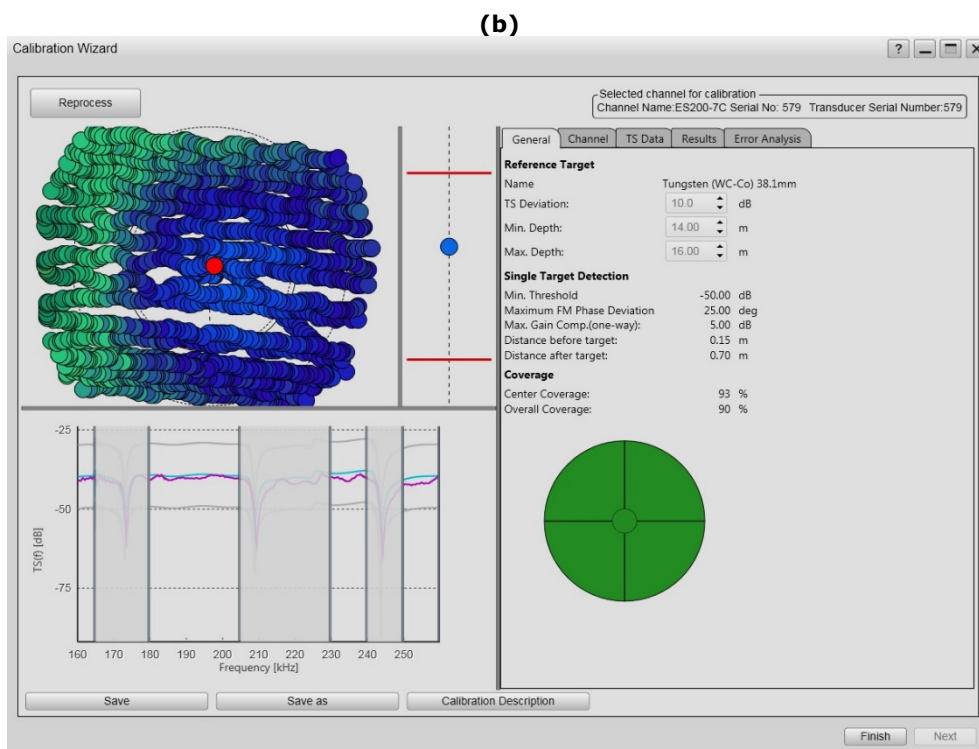 (b)
Calibration Wizard
?
Reprocess
Selected channel for calibration
Channel Name:ES200-7C Serial No: 579 Transducer Serial Number:579
General Channel TS Data Results Error Analysis
Reference Target
Name Tungsten (WC-Co) 38.1mm
TS Deviation: 10.0 dB
Min. Depth: 14.00 m
Max. Depth: 16.00 m
Single Target Detection
Min. Threshold -50.00 dB
Maximum FM Phase Deviation 25.00 deg
Max. Gain Comp.(one-way): 5.00 dB
Distance before target: 0.15 m
Distance after target: 0.70 m
Coverage
Center Coverage: 93 %
Overall Coverage: 90 %
-25
-50
-75
TS(f) [dB]
160 170 180 190 200 210 220 230 240 250
Frequency [kHz]
Save Save as Calibration Description
Finish Next